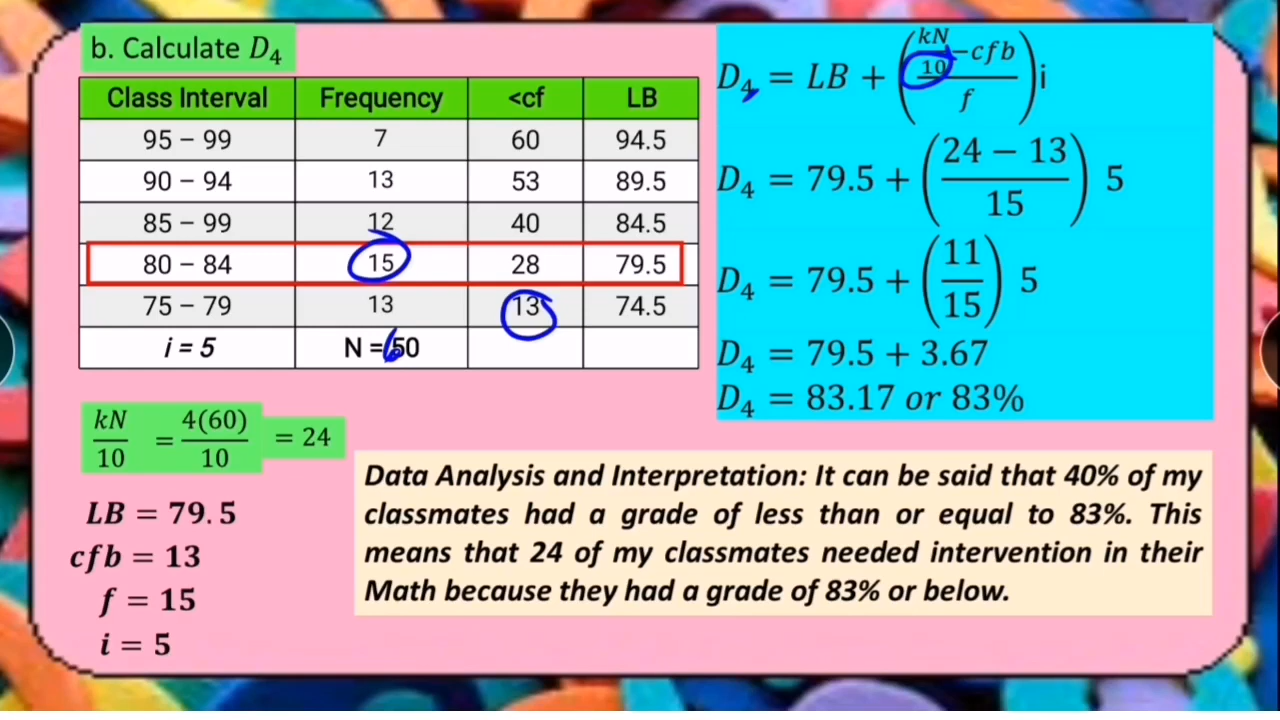 b. Calculate D₄
Class Interval Frequency <cf LB
95 – 99 7 60 94.5
90 – 94 13 53 89.5
85 – 99 12 40 84.5
80 – 84 15 28 79.5
75 – 79 13 13 74.5
i = 5 N = 60
kN/10 = 4(60)/10 = 24
LB = 79.5
cfb = 13
f = 15
i = 5
D₄ = LB + ((kN/10 − cfb)/f) i
D₄ = 79.5 + ((24 − 13)/15) 5
D₄ = 79.5 + (11/15) 5
D₄ = 79.5 + 3.67
D₄ = 83.17 or 83%
Data Analysis and Interpretation: It can be said that 40% of my
classmates had a grade of less than or equal to 83%. This
means that 24 of my classmates needed intervention in their
Math because they had a grade of 83% or below.